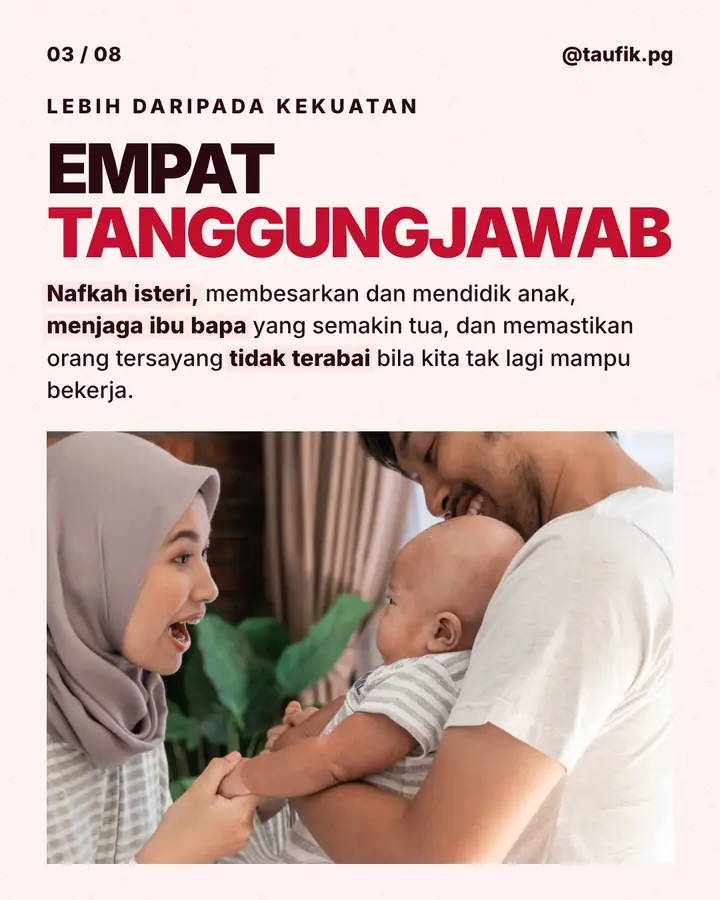 03 / 08
@taufik.pg
LEBIH DARIPADA KEKUATAN
EMPAT
TANGGUNGJAWAB
Nafkah isteri, membesarkan dan mendidik anak,
menjaga ibu bapa yang semakin tua, dan memastikan
orang tersayang tidak terabai bila kita tak lagi mampu
bekerja.